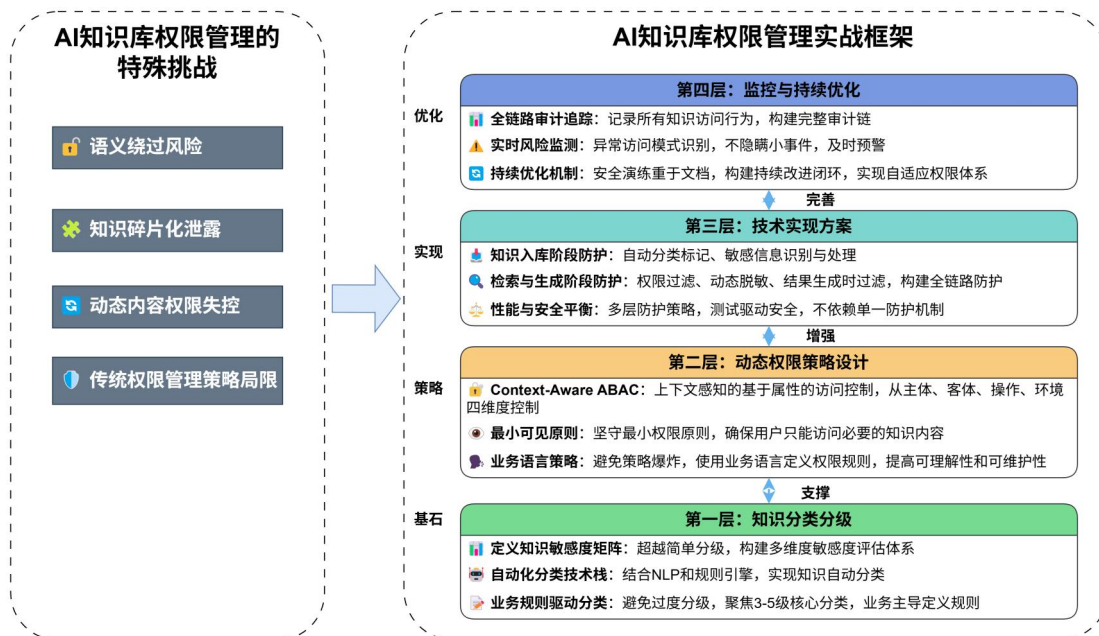 AI知识库权限管理的
特殊挑战
语义绕过风险
知识碎片化泄露
动态内容权限失控
传统权限管理策略局限
AI知识库权限管理实战框架
优化
第四层：监控与持续优化
全链路审计追踪：记录所有知识访问行为，构建完整审计链
实时风险监测：异常访问模式识别，不隐瞒小事件，及时预警
持续优化机制：安全演练重于文档，构建持续改进闭环，实现自适应权限体系
完善
实现
第三层：技术实现方案
知识入库阶段防护：自动分类标记、敏感信息识别与处理
检索与生成阶段防护：权限过滤、动态脱敏、结果生成时过滤，构建全链路防护
性能与安全平衡：多层防护策略，测试驱动安全，不依赖单一防护机制
增强
策略
第二层：动态权限策略设计
Context-Aware ABAC：上下文感知的基于属性的访问控制，从主体、客体、操作、环境
四维度控制
最小可见原则：坚守最小权限原则，确保用户只能访问必要的知识内容
业务语言策略：避免策略爆炸，使用业务语言定义权限规则，提高可理解性和可维护性
支撑
基石
第一层：知识分类分级
定义知识敏感度矩阵：超越简单分级，构建多维度敏感度评估体系
自动化分类技术栈：结合NLP和规则引擎，实现知识自动分类
业务规则驱动分类：避免过度分级，聚焦3-5级核心分类，业务主导定义规则